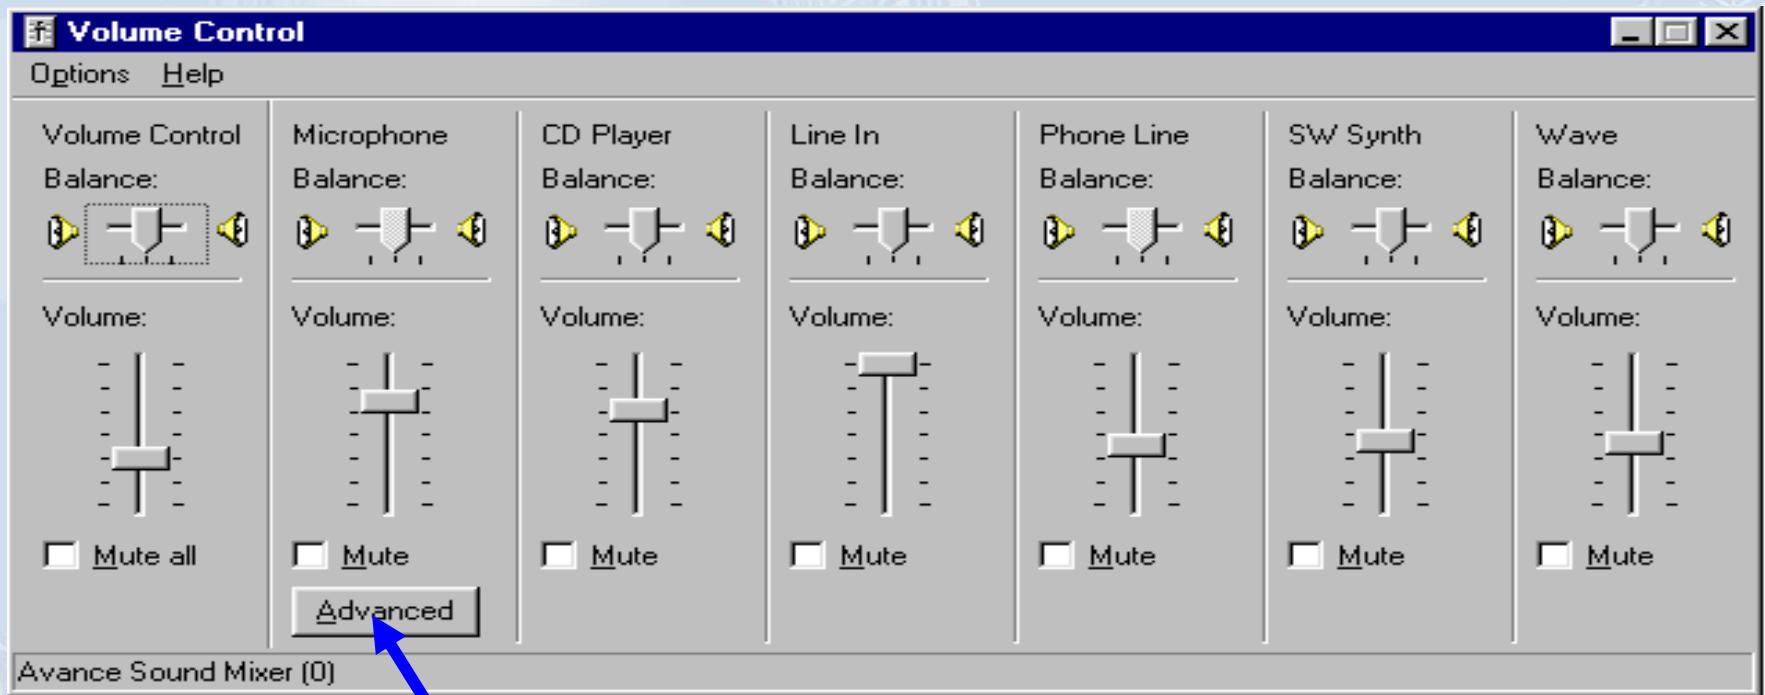 Volume Control
Options Help
Volume Control Microphone CD Player Line In Phone Line SW Synth Wave
Balance: Balance: Balance: Balance: Balance: Balance: Balance:
Volume: Volume: Volume: Volume: Volume: Volume: Volume:
Mute all Mute Mute Mute Mute Mute Mute
Advanced
Avance Sound Mixer (0)